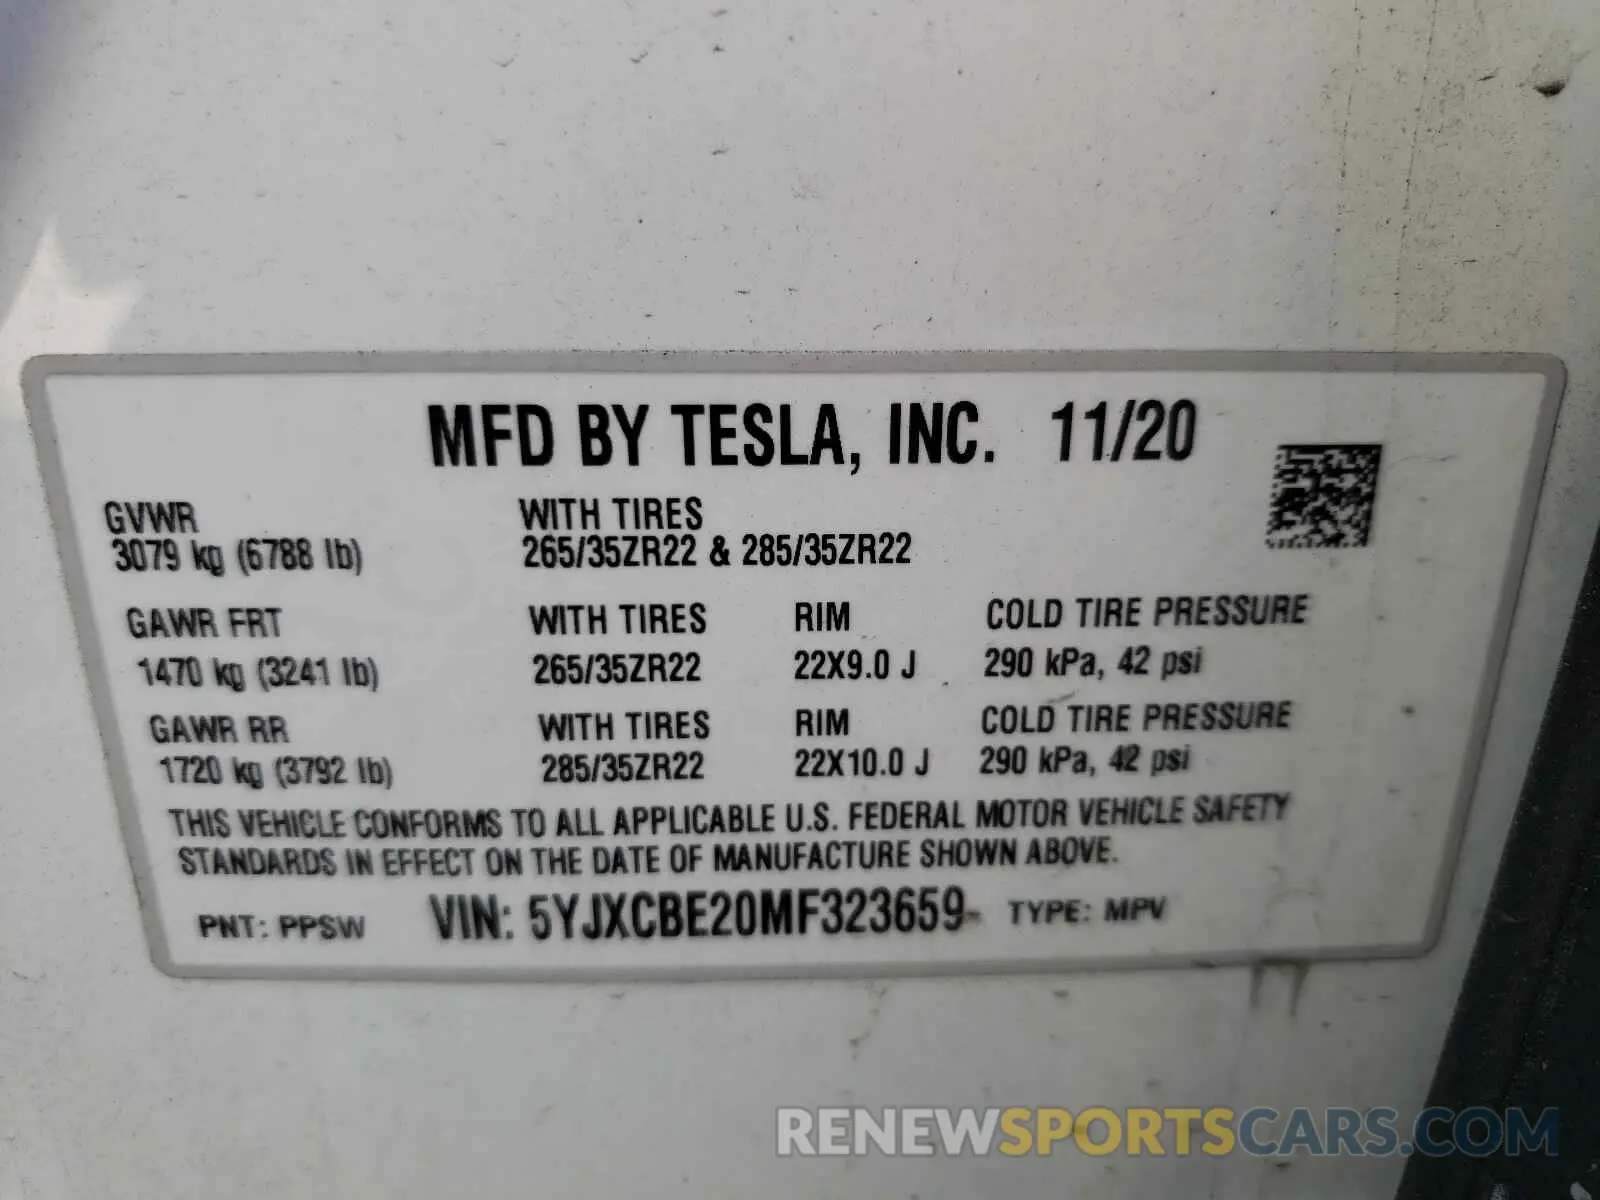 MFD BY TESLA, INC. 11/20
GVWR WITH TIRES
3079 kg (6788 lb) 265/35ZR22 & 285/35ZR22
GAWR FRT WITH TIRES RIM COLD TIRE PRESSURE
1470 kg (3241 lb) 265/35ZR22 22X9.0 J 290 kPa, 42 psi
GAWR RR WITH TIRES RIM COLD TIRE PRESSURE
1720 kg (3792 lb) 285/35ZR22 22X10.0 J 290 kPa, 42 psi
THIS VEHICLE CONFORMS TO ALL APPLICABLE U.S. FEDERAL MOTOR VEHICLE SAFETY
STANDARDS IN EFFECT ON THE DATE OF MANUFACTURE SHOWN ABOVE.
PNT: PPSW VIN: 5YJXCBE20MF323659 TYPE: MPV
RENEWSPORTSCARS.COM